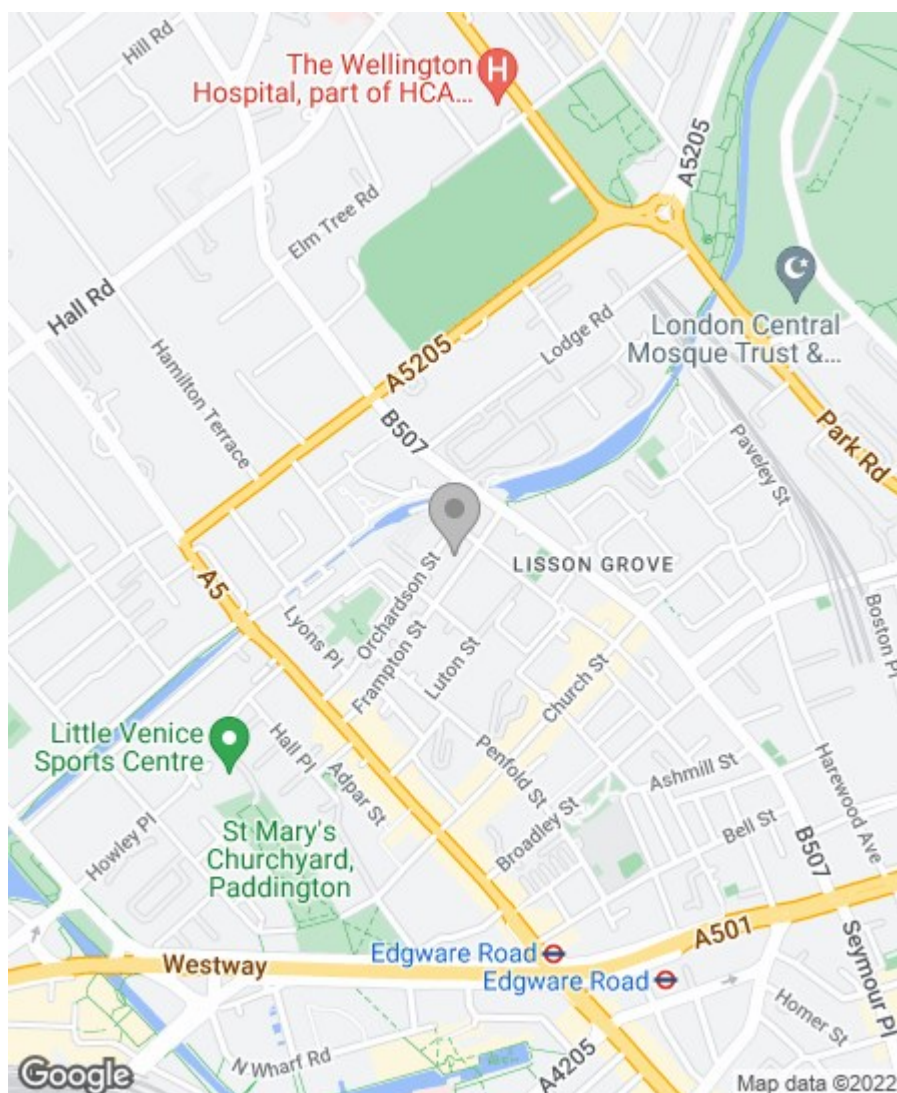 Hill Rd
The Wellington
Hospital, part of HCA...
H
A5205
Elm Tree Rd
Hall Rd
London Central
Mosque Trust &...
Lodge Rd
A5205
Hamilton Terrace
B507
Park Rd
Paveley St
LISSON GROVE
Orchardson St
A5
Lyons Pl
Frampton St
Luton St
Church St
Boston Pl
Little Venice
Sports Centre
Hall Pl
Adpar St
Penfold St
Ashmill St
Harewood Ave
Broadley St
Bell St
Howley Pl
St Mary's
Churchyard,
Paddington
B507
A501
Edgware Road
Westway
Edgware Road
Seymour Pl
Homer St
N Wharf Rd
A4205
Google
Map data ©2022